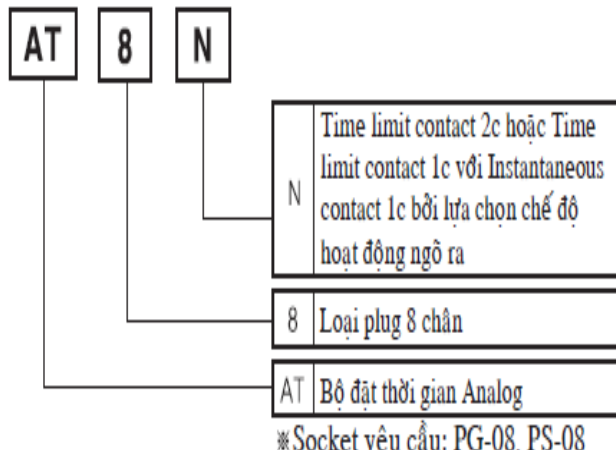 AT 8 N
Time limit contact 2c hoặc Time
limit contact 1c với Instantaneous
contact 1c bởi lựa chọn chế độ
hoạt động ngõ ra
N
8 Loại plug 8 chân
AT Bộ đặt thời gian Analog
※Socket yêu cầu: PG-08, PS-08